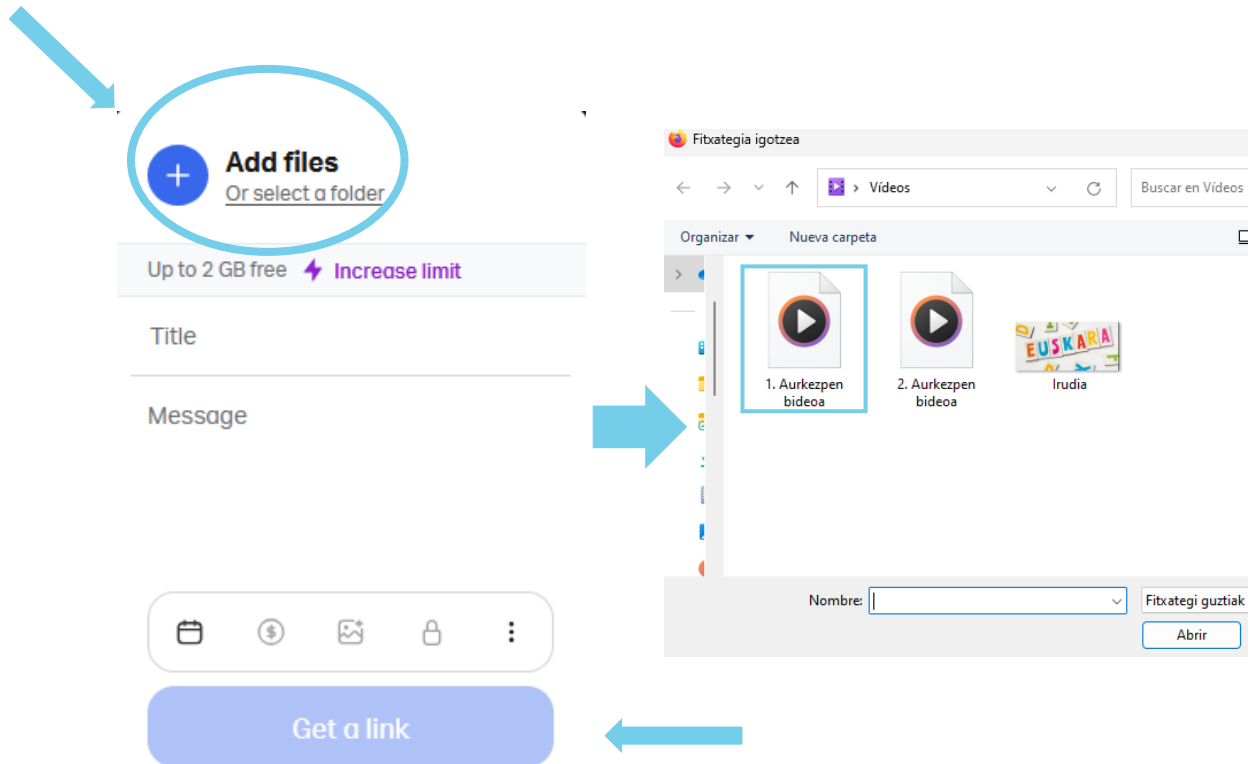 Add files
Or select a folder
Up to 2 GB free Increase limit
Title
Message
Get a link
Fitxategia igotzea
Vídeos
Buscar en Vídeos
Organizar
Nueva carpeta
1. Aurkezpen
bideoa
2. Aurkezpen
bideoa
EUSKARA
Irudia
Nombre:
Fitxategi guztiak
Abrir